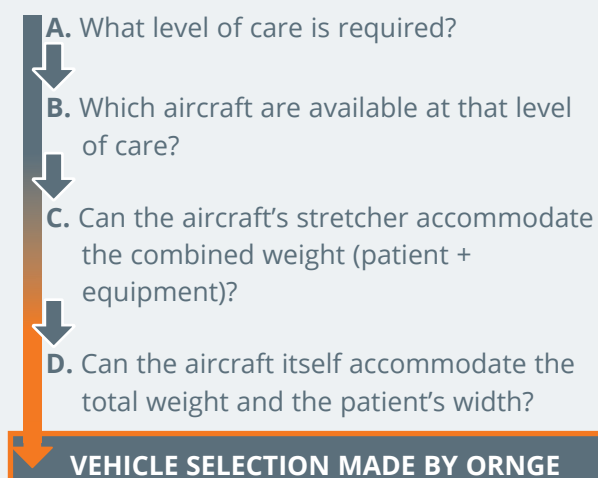 A. What level of care is required?
B. Which aircraft are available at that level
of care?
C. Can the aircraft’s stretcher accommodate
the combined weight (patient +
equipment)?
D. Can the aircraft itself accommodate the
total weight and the patient’s width?
VEHICLE SELECTION MADE BY ORNGE